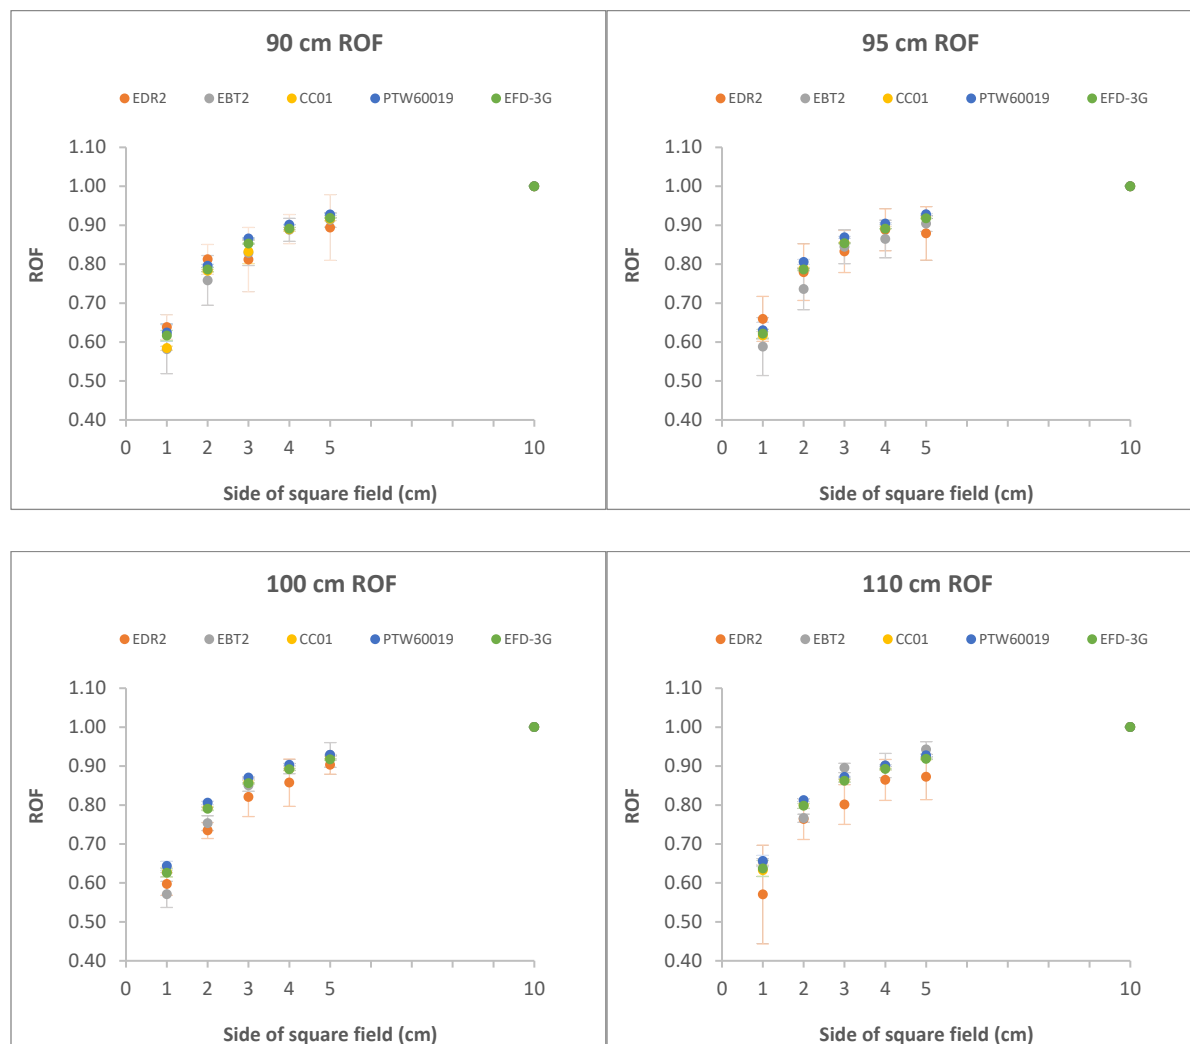 90 cm ROF
EDR2 EBT2 CC01 PTW60019 EFD-3G
1.10
1.00
0.90
0.80
0.70
0.60
0.50
0.40
ROF
0 1 2 3 4 5 10
Side of square field (cm)
95 cm ROF
EDR2 EBT2 CC01 PTW60019 EFD-3G
1.10
1.00
0.90
0.80
0.70
0.60
0.50
0.40
ROF
0 1 2 3 4 5 10
Side of square field (cm)
100 cm ROF
EDR2 EBT2 CC01 PTW60019 EFD-3G
1.10
1.00
0.90
0.80
0.70
0.60
0.50
0.40
ROF
0 1 2 3 4 5 10
Side of square field (cm)
110 cm ROF
EDR2 EBT2 CC01 PTW60019 EFD-3G
1.10
1.00
0.90
0.80
0.70
0.60
0.50
0.40
ROF
0 1 2 3 4 5 10
Side of square field (cm)